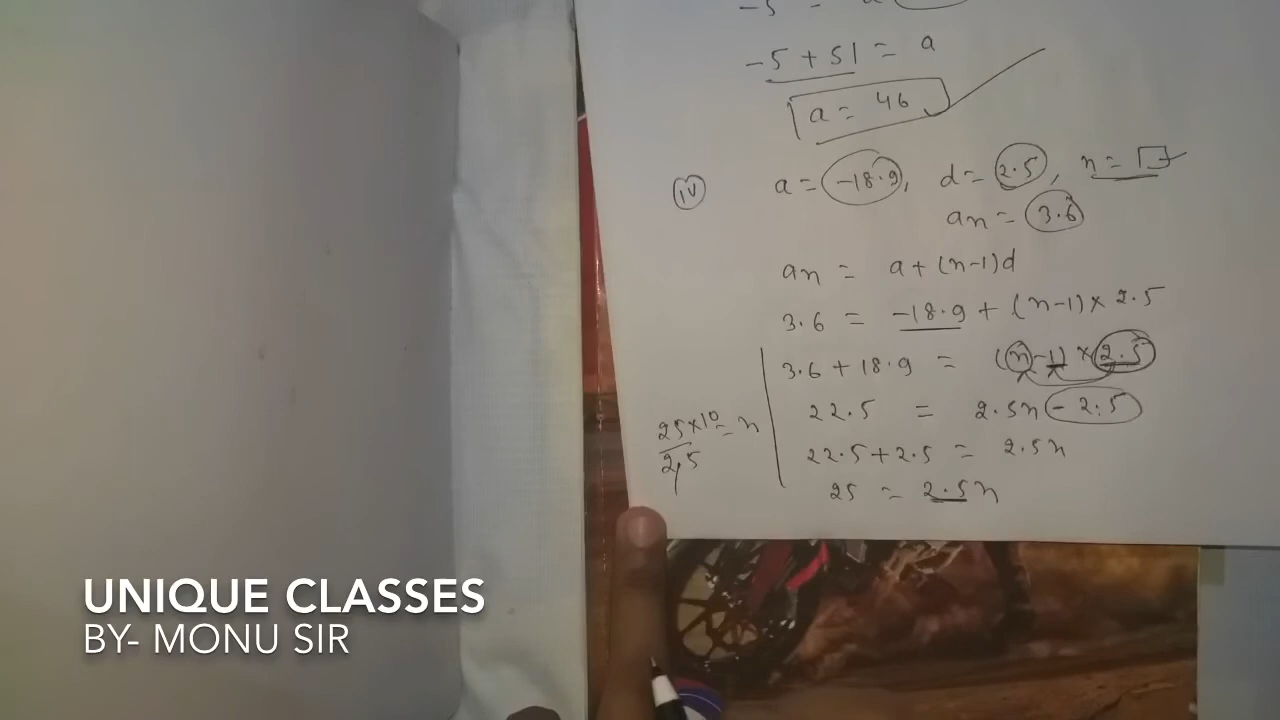 -5 + 51 = a
a = 46
(iv) a = -18.9, d = 2.5, n = □
an = 3.6
an = a + (n-1)d
3.6 = -18.9 + (n-1) × 2.5
3.6 + 18.9 = (n-1) × 2.5
22.5 = 2.5n - 2.5
22.5 + 2.5 = 2.5n
25 = 2.5n
25×10 = n
2,5
UNIQUE CLASSES
BY- MONU SIR